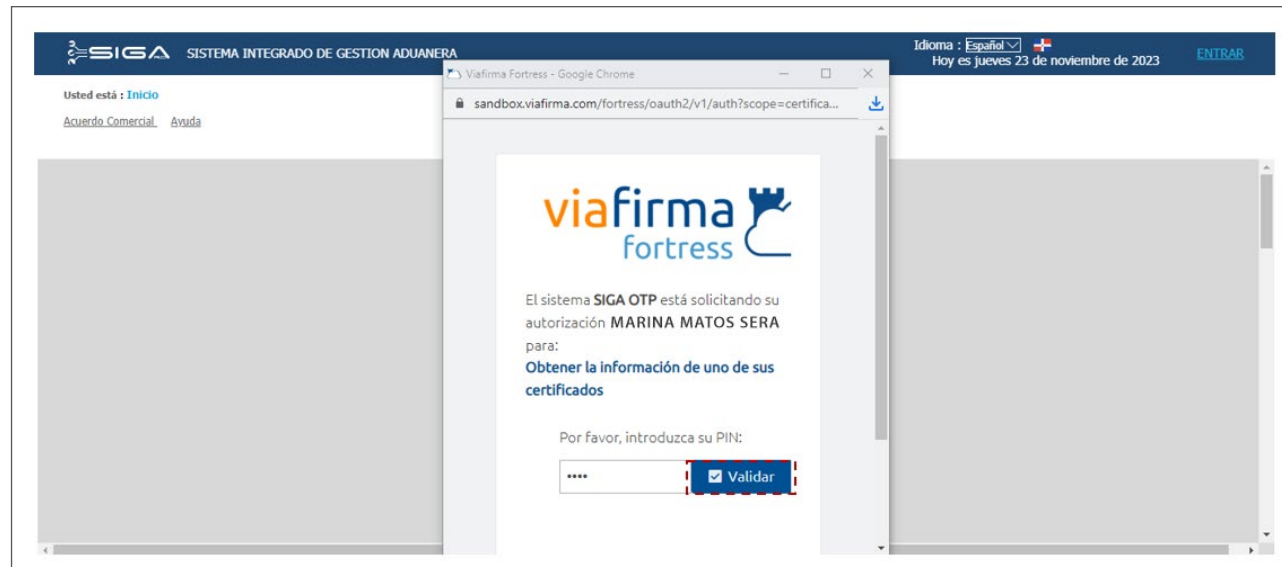 SIGA SISTEMA INTEGRADO DE GESTION ADUANERA
Idioma : Español
Hoy es jueves 23 de noviembre de 2023
ENTRAR
Usted está : Inicio
Acuerdo Comercial Ayuda
Viafirma Fortress - Google Chrome
sandbox.viafirma.com/fortress/oauth2/v1/auth?scope=certifica...
viafirma
fortress
El sistema SIGA OTP está solicitando su
autorización MARINA MATOS SERA
para:
Obtener la información de uno de sus
certificados
Por favor, introduzca su PIN:
•••• Validar